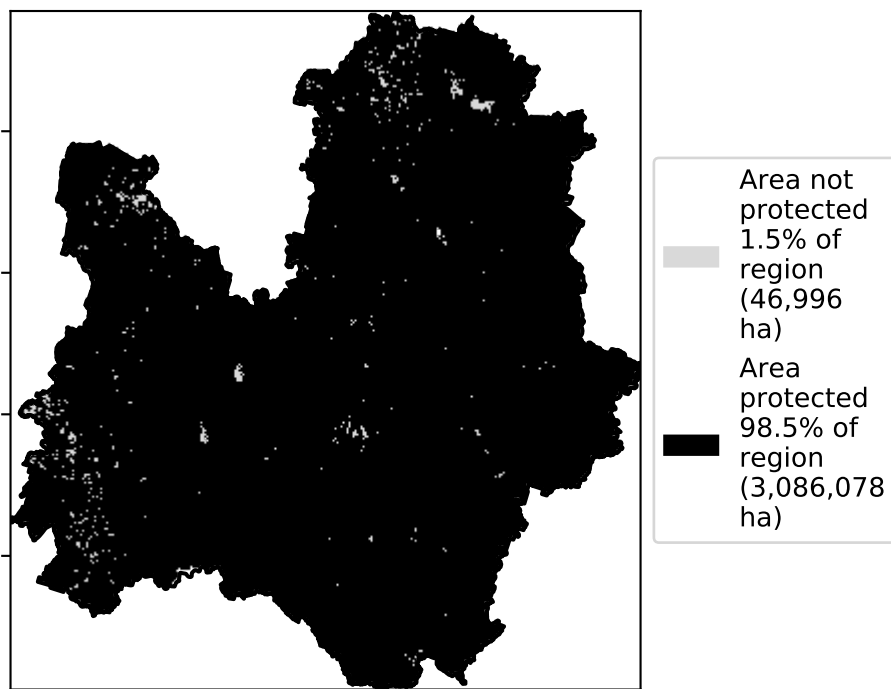 Area not
protected
1.5% of
region
(46,996
ha)
Area
protected
98.5% of
region
(3,086,078
ha)